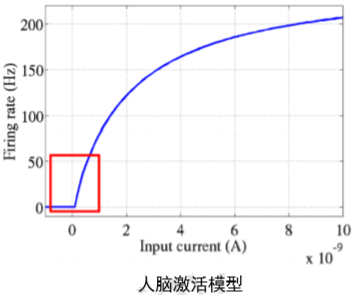 200
150
100
50
0
Firing rate (Hz)
0 2 4 6 8 10
Input current (A)
x 10⁻⁹
人脑激活模型